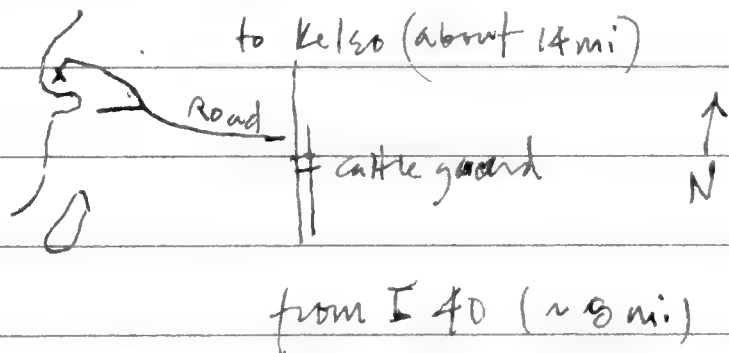 to Kelso (about 14 mi)
x
Road
cattle guard
N
from I 40 (~ 8 mi)